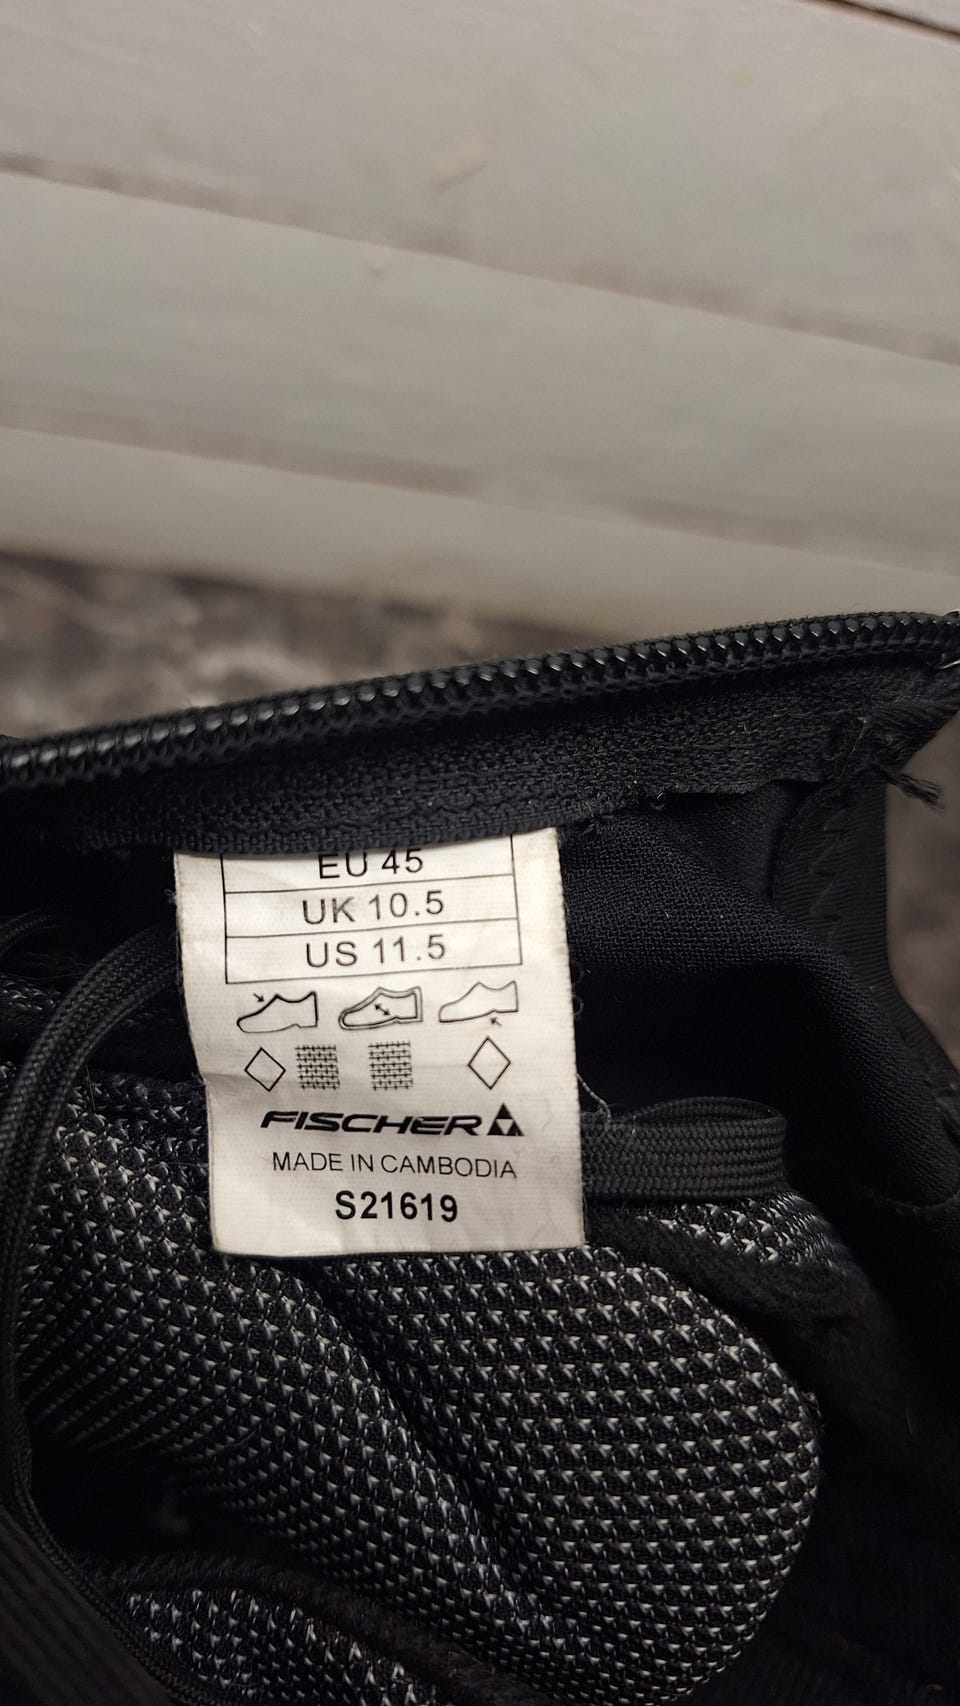 EU 45
UK 10.5
US 11.5
FISCHER
MADE IN CAMBODIA
S21619